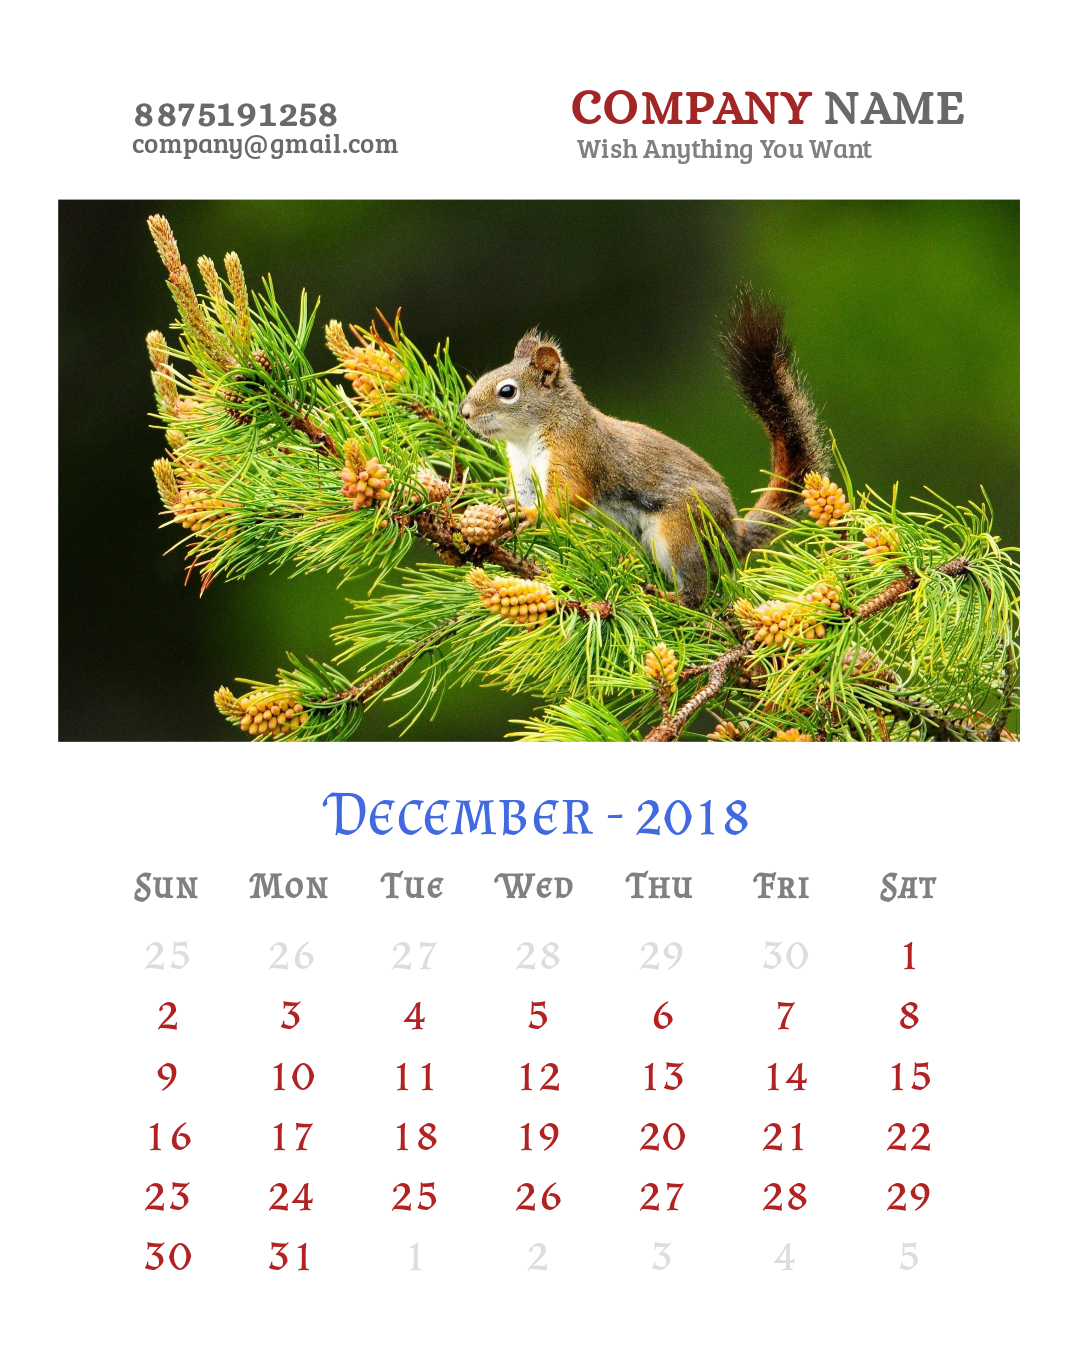 8875191258
company@gmail.com
COMPANY NAME
Wish Anything You Want
December - 2018
Sun Mon Tue Wed Thu Fri Sat
25 26 27 28 29 30 1
2 3 4 5 6 7 8
9 10 11 12 13 14 15
16 17 18 19 20 21 22
23 24 25 26 27 28 29
30 31 1 2 3 4 5